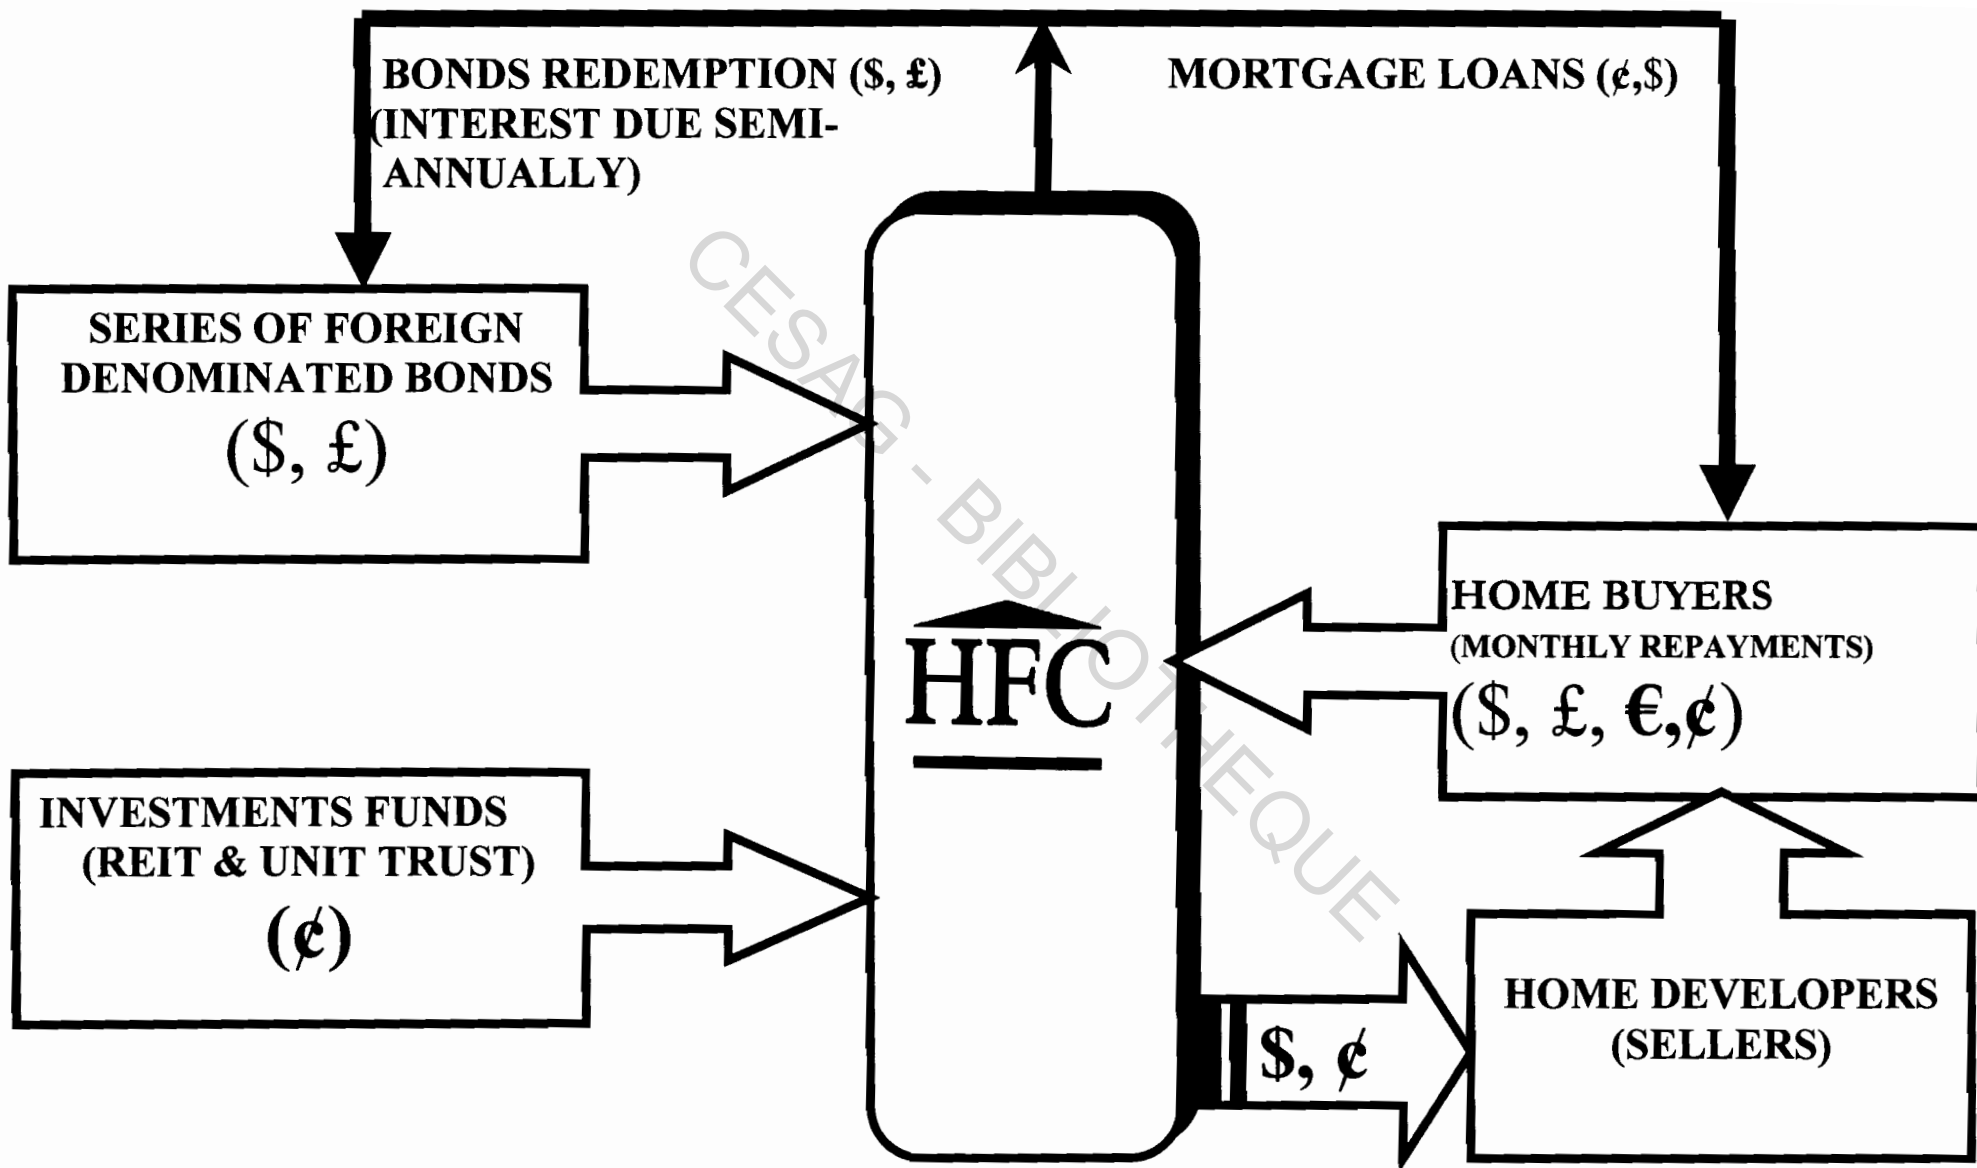 BONDS REDEMPTION ($, £)
(INTEREST DUE SEMI-
ANNUALLY)
MORTGAGE LOANS (¢,$)
SERIES OF FOREIGN
DENOMINATED BONDS
($, £)
HFC
HOME BUYERS
(MONTHLY REPAYMENTS)
($, £, €,¢)
INVESTMENTS FUNDS
(REIT & UNIT TRUST)
(¢)
$, ¢
HOME DEVELOPERS
(SELLERS)
CESAG - BIBLIOTHEQUE